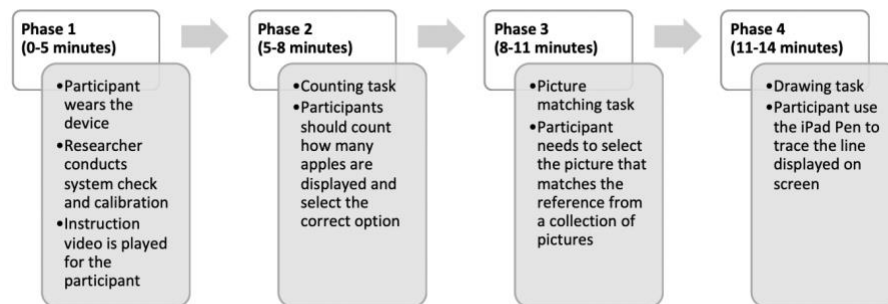 Phase 1
(0-5 minutes)
•Participant
wears the
device
•Researcher
conducts
system check
and calibration
•Instruction
video is played
for the
participant
Phase 2
(5-8 minutes)
•Counting task
•Participants
should count
how many
apples are
displayed and
select the
correct option
Phase 3
(8-11 minutes)
•Picture
matching task
•Participant
needs to select
the picture that
matches the
reference from
a collection of
pictures
Phase 4
(11-14 minutes)
•Drawing task
•Participant use
the iPad Pen to
trace the line
displayed on
screen